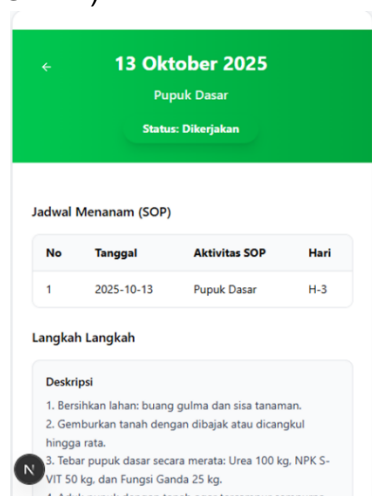 ←
13 Oktober 2025
Pupuk Dasar
Status: Dikerjakan
Jadwal Menanam (SOP)
No Tanggal Aktivitas SOP Hari
1 2025-10-13 Pupuk Dasar H-3
Langkah Langkah
Deskripsi
1. Bersihkan lahan: buang gulma dan sisa tanaman.
2. Gemburkan tanah dengan dibajak atau dicangkul
hingga rata.
3. Tebar pupuk dasar secara merata: Urea 100 kg, NPK S-
VIT 50 kg, dan Fungsi Ganda 25 kg.
N